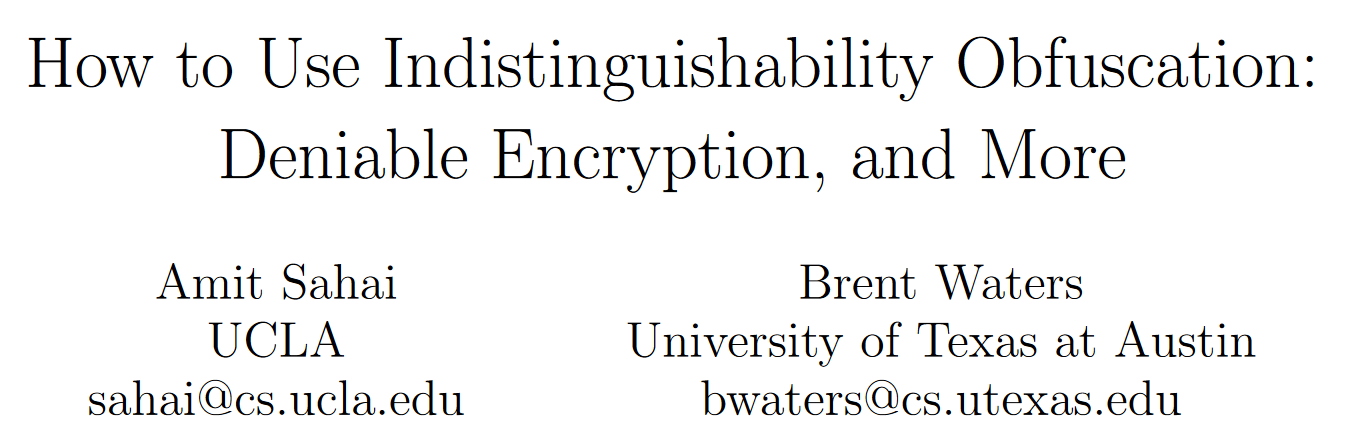 How to Use Indistinguishability Obfuscation:
Deniable Encryption, and More
Amit Sahai
UCLA
sahai@cs.ucla.edu
Brent Waters
University of Texas at Austin
bwaters@cs.utexas.edu